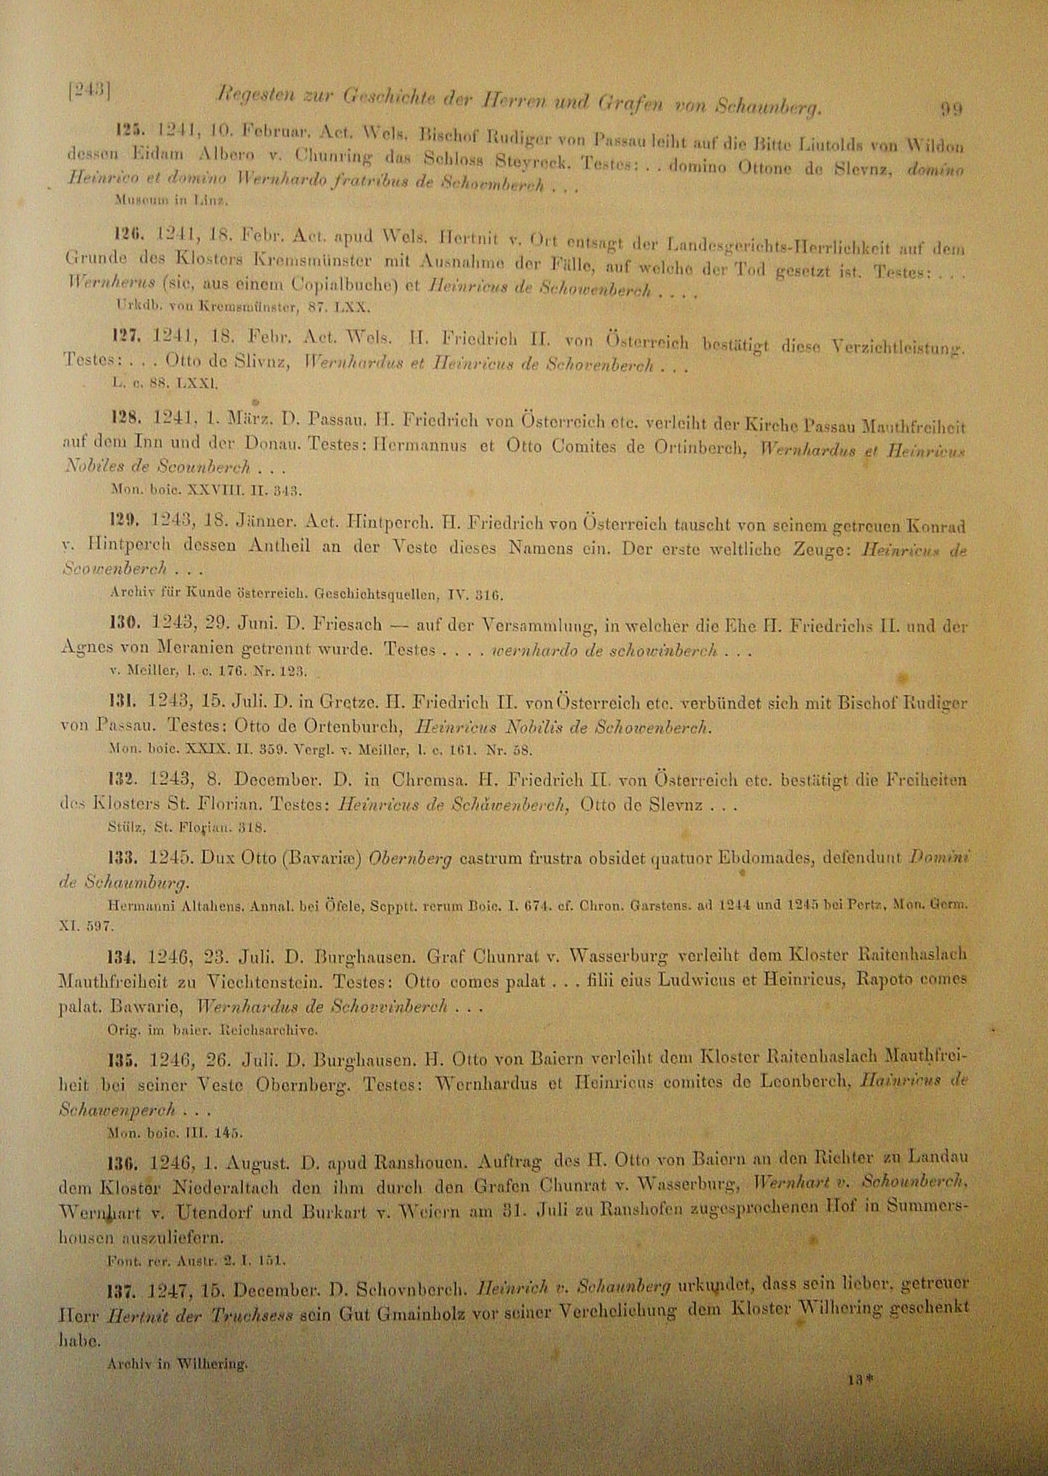 [243] Regesten zur Geschichte der Herren und Grafen von Schaunberg. 99
125. 1241, 10. Februar. Act. Wels. Bischof Rudiger von Passau leiht auf die Bitte Liutolds von Wildon
dessen Eidam Albero v. Chunring das Schloss Steyreck. Testes: . . domino Ottone de Slevnz, domino
Heinrico et domino Wernhardo fratribus de Schovmberch . . .
Museum in Linz.
126. 1241, 18. Febr. Act. apud Wels. Hertnit v. Ort entsagt der Landesgerichts-Herrlichkeit auf dem
Grunde des Klosters Kremsmünster mit Ausnahme der Fälle, auf welche der Tod gesetzt ist. Testes: . . .
Wernherus (sic, aus einem Copialbuche) et Heinricus de Schowenberch . . . .
Urkdb. von Kremsmünster, 87. LXX.
127. 1241, 18. Febr. Act. Wels. H. Friedrich II. von Österreich bestätigt diese Verzichtleistung.
Testes: . . . Otto de Slivnz, Wernhardus et Heinricus de Schovenberch . . .
L. c. 88. LXXI.
128. 1241. 1. März. D. Passau. H. Friedrich von Österreich etc. verleiht der Kirche Passau Mauthfreiheit
auf dem Inn und der Donau. Testes: Hermannus et Otto Comites de Ortinberch, Wernhardus et Heinricus
Nobiles de Scounberch . . .
Mon. boic. XXVIII. II. 343.
129. 1243, 18. Jänner. Act. Hintperch. H. Friedrich von Österreich tauscht von seinem getreuen Konrad
v. Hintperch dessen Antheil an der Veste dieses Namens ein. Der erste weltliche Zeuge: Heinricus de
Scowenberch . . .
Archiv für Kunde österreich. Geschichtsquellen, IV. 316.
130. 1243, 29. Juni. D. Friesach — auf der Versammlung, in welcher die Ehe H. Friedrichs II. und der
Agnes von Meranien getrennt wurde. Testes . . . . wernhardo de schowinberch . . .
v. Meiller, l. c. 176. Nr. 123.
131. 1243, 15. Juli. D. in Gretze. H. Friedrich II. von Österreich etc. verbündet sich mit Bischof Rudiger
von Passau. Testes: Otto de Ortenburch, Heinricus Nobilis de Schowenberch.
Mon. boic. XXIX. II. 359. Vergl. v. Meiller, l. c. 161. Nr. 58.
132. 1243, 8. December. D. in Chremsa. H. Friedrich II. von Österreich etc. bestätigt die Freiheiten
des Klosters St. Florian. Testes: Heinricus de Schäwenberch, Otto de Slevnz . . .
Stülz, St. Florian. 318.
133. 1245. Dux Otto (Bavariæ) Obernberg castrum frustra obsidet quatuor Ebdomades, defendunt Domini
de Schaumburg.
Hermanni Altahens. Annal. bei Öfele, Scpptt. rerum Boic. I. 674. cf. Chron. Garstens. ad 1244 und 1245 bei Pertz, Mon. Germ.
XI. 597.
134. 1246, 23. Juli. D. Burghausen. Graf Chunrat v. Wasserburg verleiht dem Kloster Raitenhaslach
Mauthfreiheit zu Viechtenstein. Testes: Otto comes palat . . . filii eius Ludwicus et Heinricus, Rapoto comes
palat. Bawarie, Wernhardus de Schovvinberch . . .
Orig. im baier. Reichsarchive.
135. 1246, 26. Juli. D. Burghausen. H. Otto von Baiern verleiht dem Kloster Raitenhaslach Mauthfrei-
heit bei seiner Veste Obernberg. Testes: Wernhardus et Heinricus comites de Leonberch, Hainricus de
Schawenperch . . .
Mon. boic. III. 145.
136. 1246, 1. August. D. apud Ranshouen. Auftrag des H. Otto von Baiern an den Richter zu Landau
dem Kloster Niederaltach den ihm durch den Grafen Chunrat v. Wasserburg, Wernhart v. Schounberch,
Wernhart v. Utendorf und Burkart v. Weiern am 31. Juli zu Ranshofen zugesprochenen Hof in Summers-
housen auszuliefern.
Font. rer. Austr. 2. I. 151.
137. 1247, 15. December. D. Schovnberch. Heinrich v. Schaunberg urkundet, dass sein lieber, getreuer
Herr Hertnit der Truchsess sein Gut Gmainholz vor seiner Verehelichung dem Kloster Wilhering geschenkt
habe.
Archiv in Wilhering.
13*